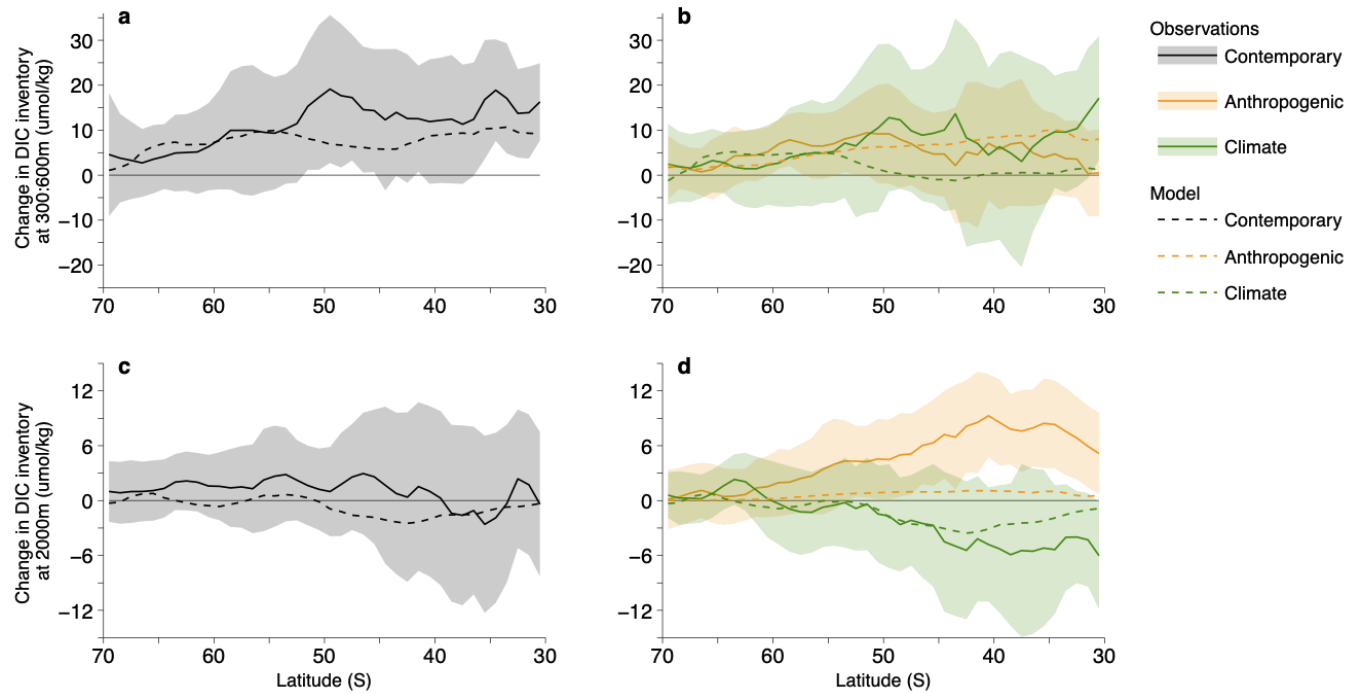 a
Change in DIC inventory
at 300:600m (umol/kg)
30
20
10
0
−10
−20
70
60
50
40
30
b
30
20
10
0
−10
−20
70
60
50
40
30
Observations
Contemporary
Anthropogenic
Climate
Model
Contemporary
Anthropogenic
Climate
c
Change in DIC inventory
at 2000m (umol/kg)
12
6
0
−6
−12
70
60
50
40
30
Latitude (S)
d
12
6
0
−6
−12
70
60
50
40
30
Latitude (S)